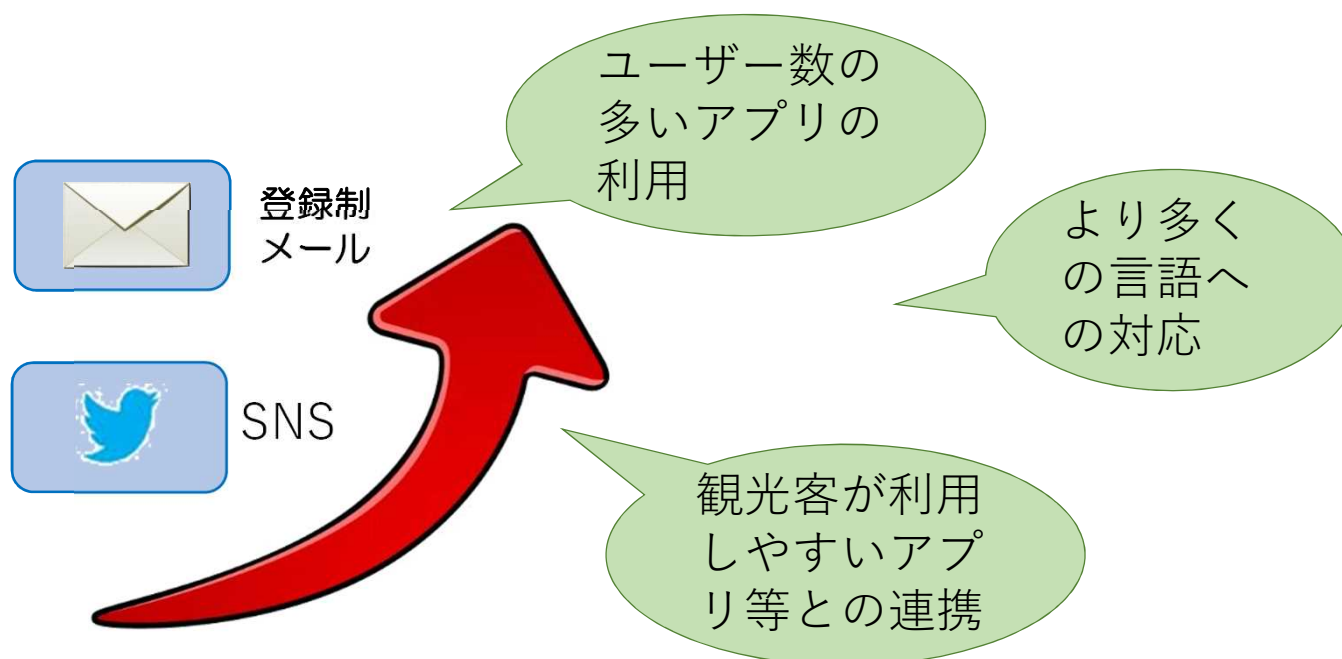 ユーザー数の
多いアプリの
利用
登録制
メール
より多く
の言語へ
の対応
SNS
観光客が利用
しやすいアプ
リ等との連携